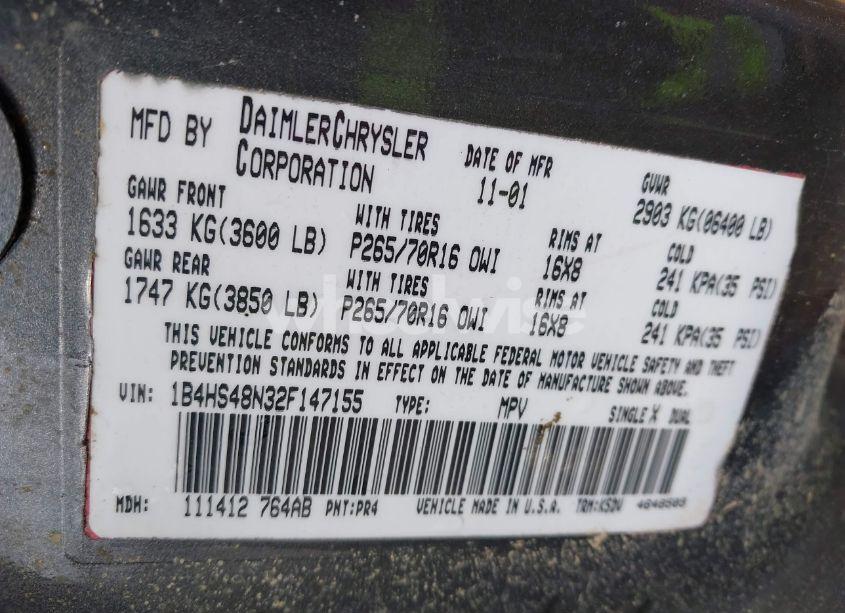 MFD BY DAIMLERCHRYSLER CORPORATION DATE OF MFR 11-01 GVWR 2903 KG(06400 LB)
GAWR FRONT WITH TIRES RIMS AT COLD
1633 KG(3600 LB) P265/70R16 OWI 16X8 241 KPA(35 PSI)
GAWR REAR WITH TIRES RIMS AT COLD
1747 KG(3850 LB) P265/70R16 OWI 16X8 241 KPA(35 PSI)
THIS VEHICLE CONFORMS TO ALL APPLICABLE FEDERAL MOTOR VEHICLE SAFETY AND THEFT
PREVENTION STANDARDS IN EFFECT ON THE DATE OF MANUFACTURE SHOWN ABOVE.
VIN: 1B4HS48N32F147155 TYPE: MPV SINGLE X DUAL
MDH: 111412 764AB PNT:PR4 VEHICLE MADE IN U.S.A. TRM:KSDV